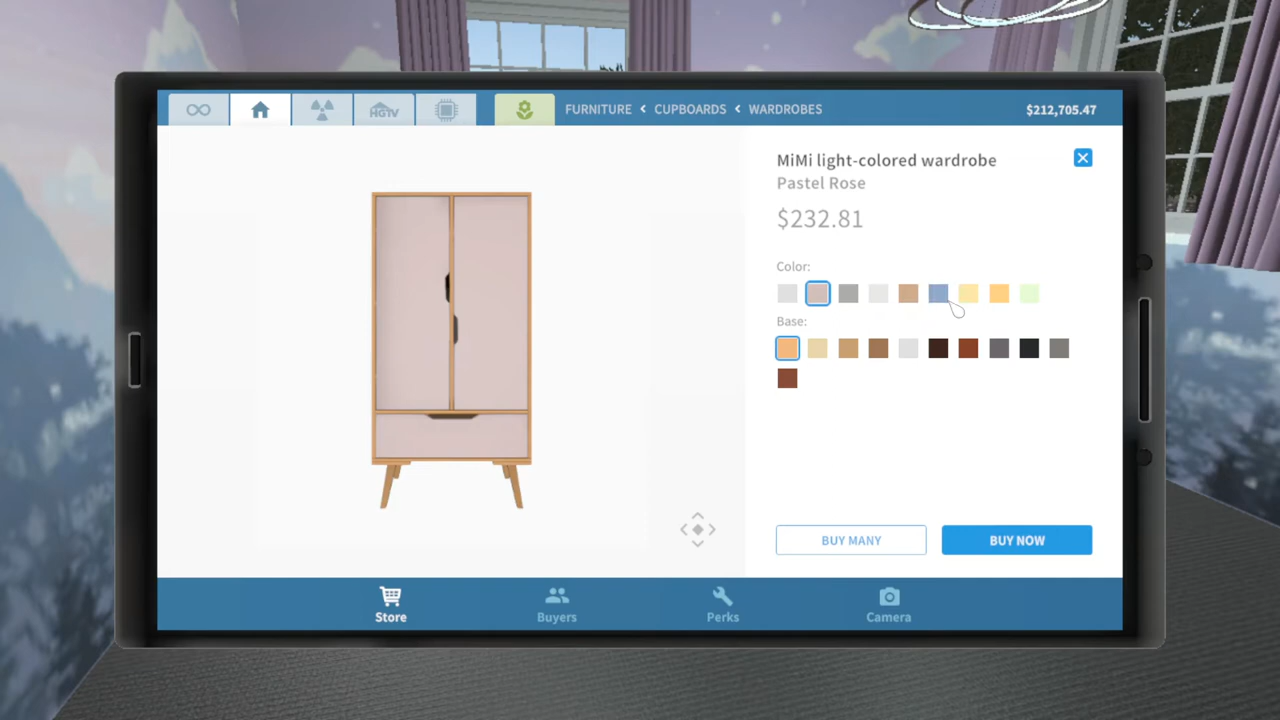 HGTV
FURNITURE < CUPBOARDS < WARDROBES
$212,705.47
MiMi light-colored wardrobe
Pastel Rose
$232.81
Color:
Base:
BUY MANY
BUY NOW
Store
Buyers
Perks
Camera